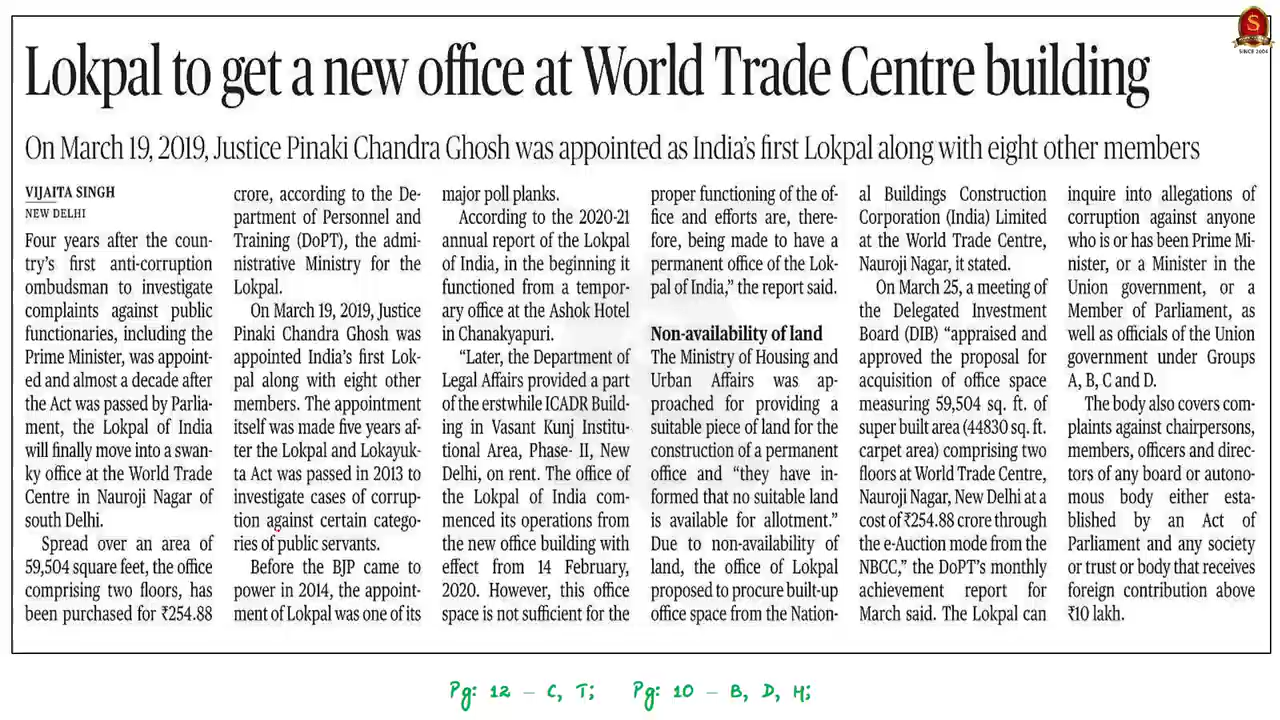 S
SINCE 2004
Lokpal to get a new office at World Trade Centre building
On March 19, 2019, Justice Pinaki Chandra Ghosh was appointed as India's first Lokpal along with eight other members
VIJAITA SINGH
NEW DELHI
Four years after the coun-
try's first anti-corruption
ombudsman to investigate
complaints against public
functionaries, including the
Prime Minister, was appoint-
ed and almost a decade after
the Act was passed by Parlia-
ment, the Lokpal of India
will finally move into a swan-
ky office at the World Trade
Centre in Nauroji Nagar of
south Delhi.
Spread over an area of
59,504 square feet, the office
comprising two floors, has
been purchased for ₹254.88
crore, according to the De-
partment of Personnel and
Training (DoPT), the admi-
nistrative Ministry for the
Lokpal.
On March 19, 2019, Justice
Pinaki Chandra Ghosh was
appointed India's first Lok-
pal along with eight other
members. The appointment
itself was made five years af-
ter the Lokpal and Lokayuk-
ta Act was passed in 2013 to
investigate cases of corrup-
tion against certain catego-
ries of public servants.
Before the BJP came to
power in 2014, the appoint-
ment of Lokpal was one of its
major poll planks.
According to the 2020-21
annual report of the Lokpal
of India, in the beginning it
functioned from a tempor-
ary office at the Ashok Hotel
in Chanakyapuri.
"Later, the Department of
Legal Affairs provided a part
of the erstwhile ICADR Build-
ing in Vasant Kunj Institu-
tional Area, Phase- II, New
Delhi, on rent. The office of
the Lokpal of India com-
menced its operations from
the new office building with
effect from 14 February,
2020. However, this office
space is not sufficient for the
proper functioning of the of-
fice and efforts are, there-
fore, being made to have a
permanent office of the Lok-
pal of India," the report said.
Non-availability of land
The Ministry of Housing and
Urban Affairs was ap-
proached for providing a
suitable piece of land for the
construction of a permanent
office and "they have in-
formed that no suitable land
is available for allotment."
Due to non-availability of
land, the office of Lokpal
proposed to procure built-up
office space from the Nation-
al Buildings Construction
Corporation (India) Limited
at the World Trade Centre,
Nauroji Nagar, it stated.
On March 25, a meeting of
the Delegated Investment
Board (DIB) "appraised and
approved the proposal for
acquisition of office space
measuring 59,504 sq. ft. of
super built area (44830 sq. ft.
carpet area) comprising two
floors at World Trade Centre,
Nauroji Nagar, New Delhi at a
cost of ₹254.88 crore through
the e-Auction mode from the
NBCC," the DoPT's monthly
achievement report for
March said. The Lokpal can
inquire into allegations of
corruption against anyone
who is or has been Prime Mi-
nister, or a Minister in the
Union government, or a
Member of Parliament, as
well as officials of the Union
government under Groups
A, B, C and D.
The body also covers com-
plaints against chairpersons,
members, officers and direc-
tors of any board or autono-
mous body either esta-
blished by an Act of
Parliament and any society
or trust or body that receives
foreign contribution above
₹10 lakh.
Pg: 12 – C, T; Pg: 10 – B, D, H;